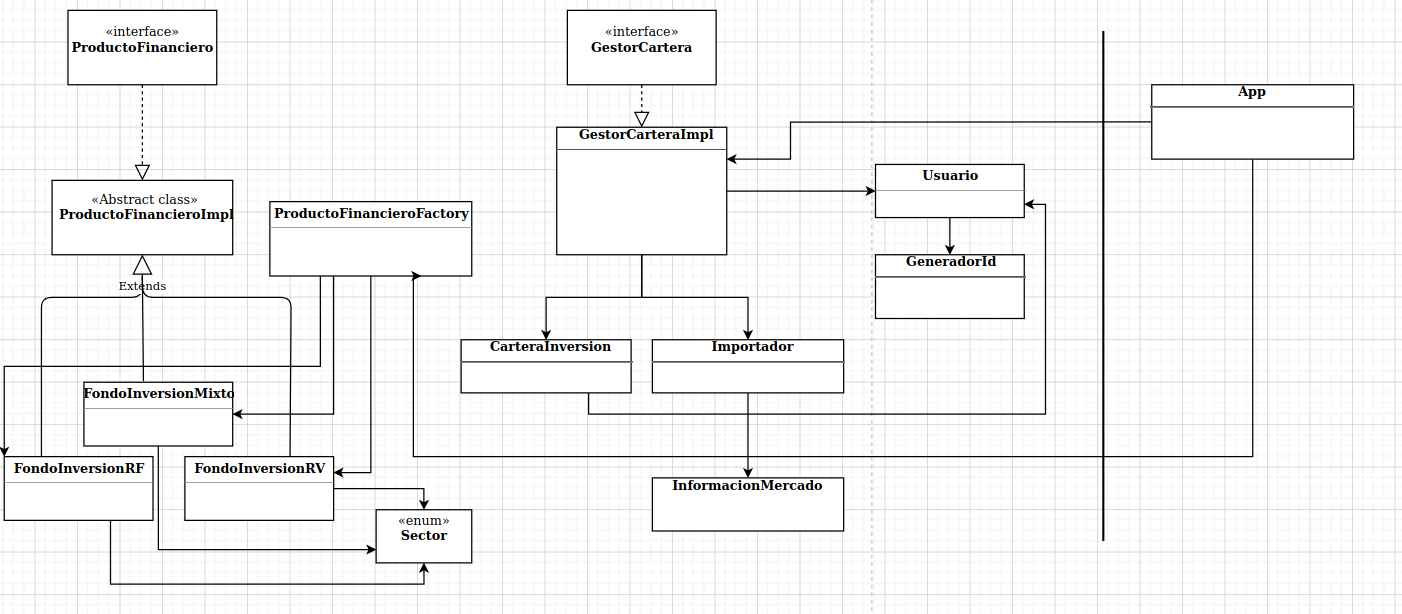 «interface»
ProductoFinanciero
«interface»
GestorCartera
App
GestorCarteraImpl
Usuario
«Abstract class»
ProductoFinancieroImpl
ProductoFinancieroFactory
GeneradorId
Extends
CarteraInversion
Importador
FondoInversionMixto
FondoInversionRF
FondoInversionRV
InformacionMercado
«enum»
Sector